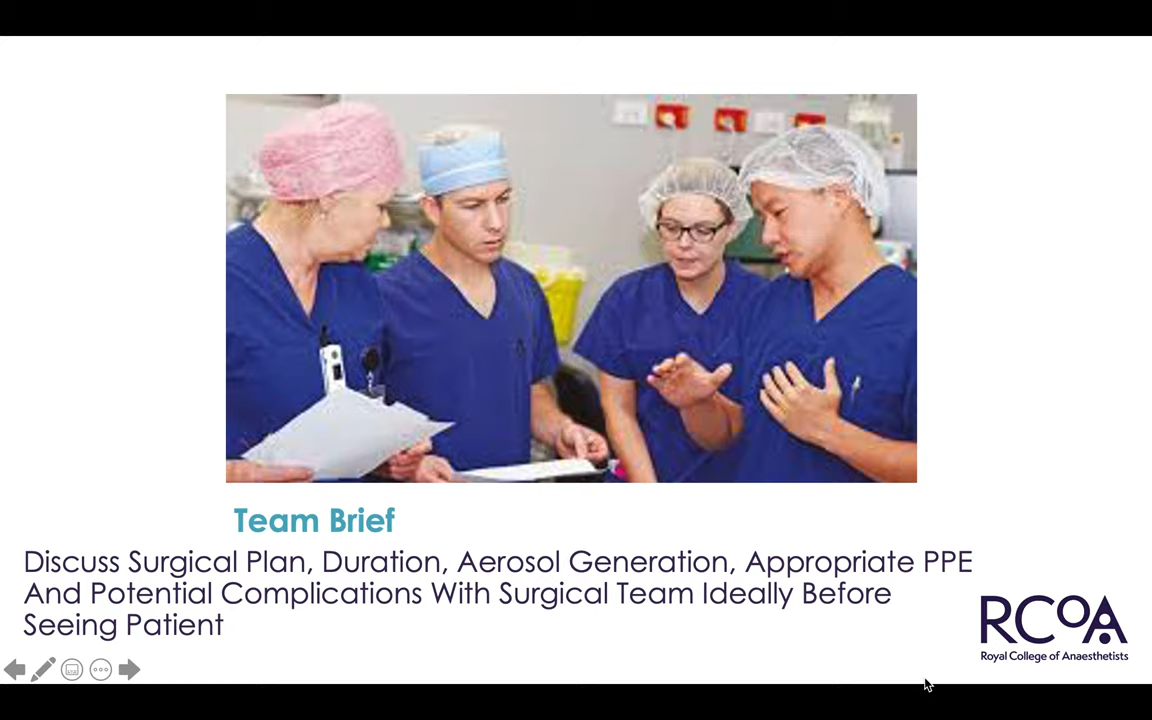 Team Brief
Discuss Surgical Plan, Duration, Aerosol Generation, Appropriate PPE
And Potential Complications With Surgical Team Ideally Before
Seeing Patient
RCOA
Royal College of Anaesthetists